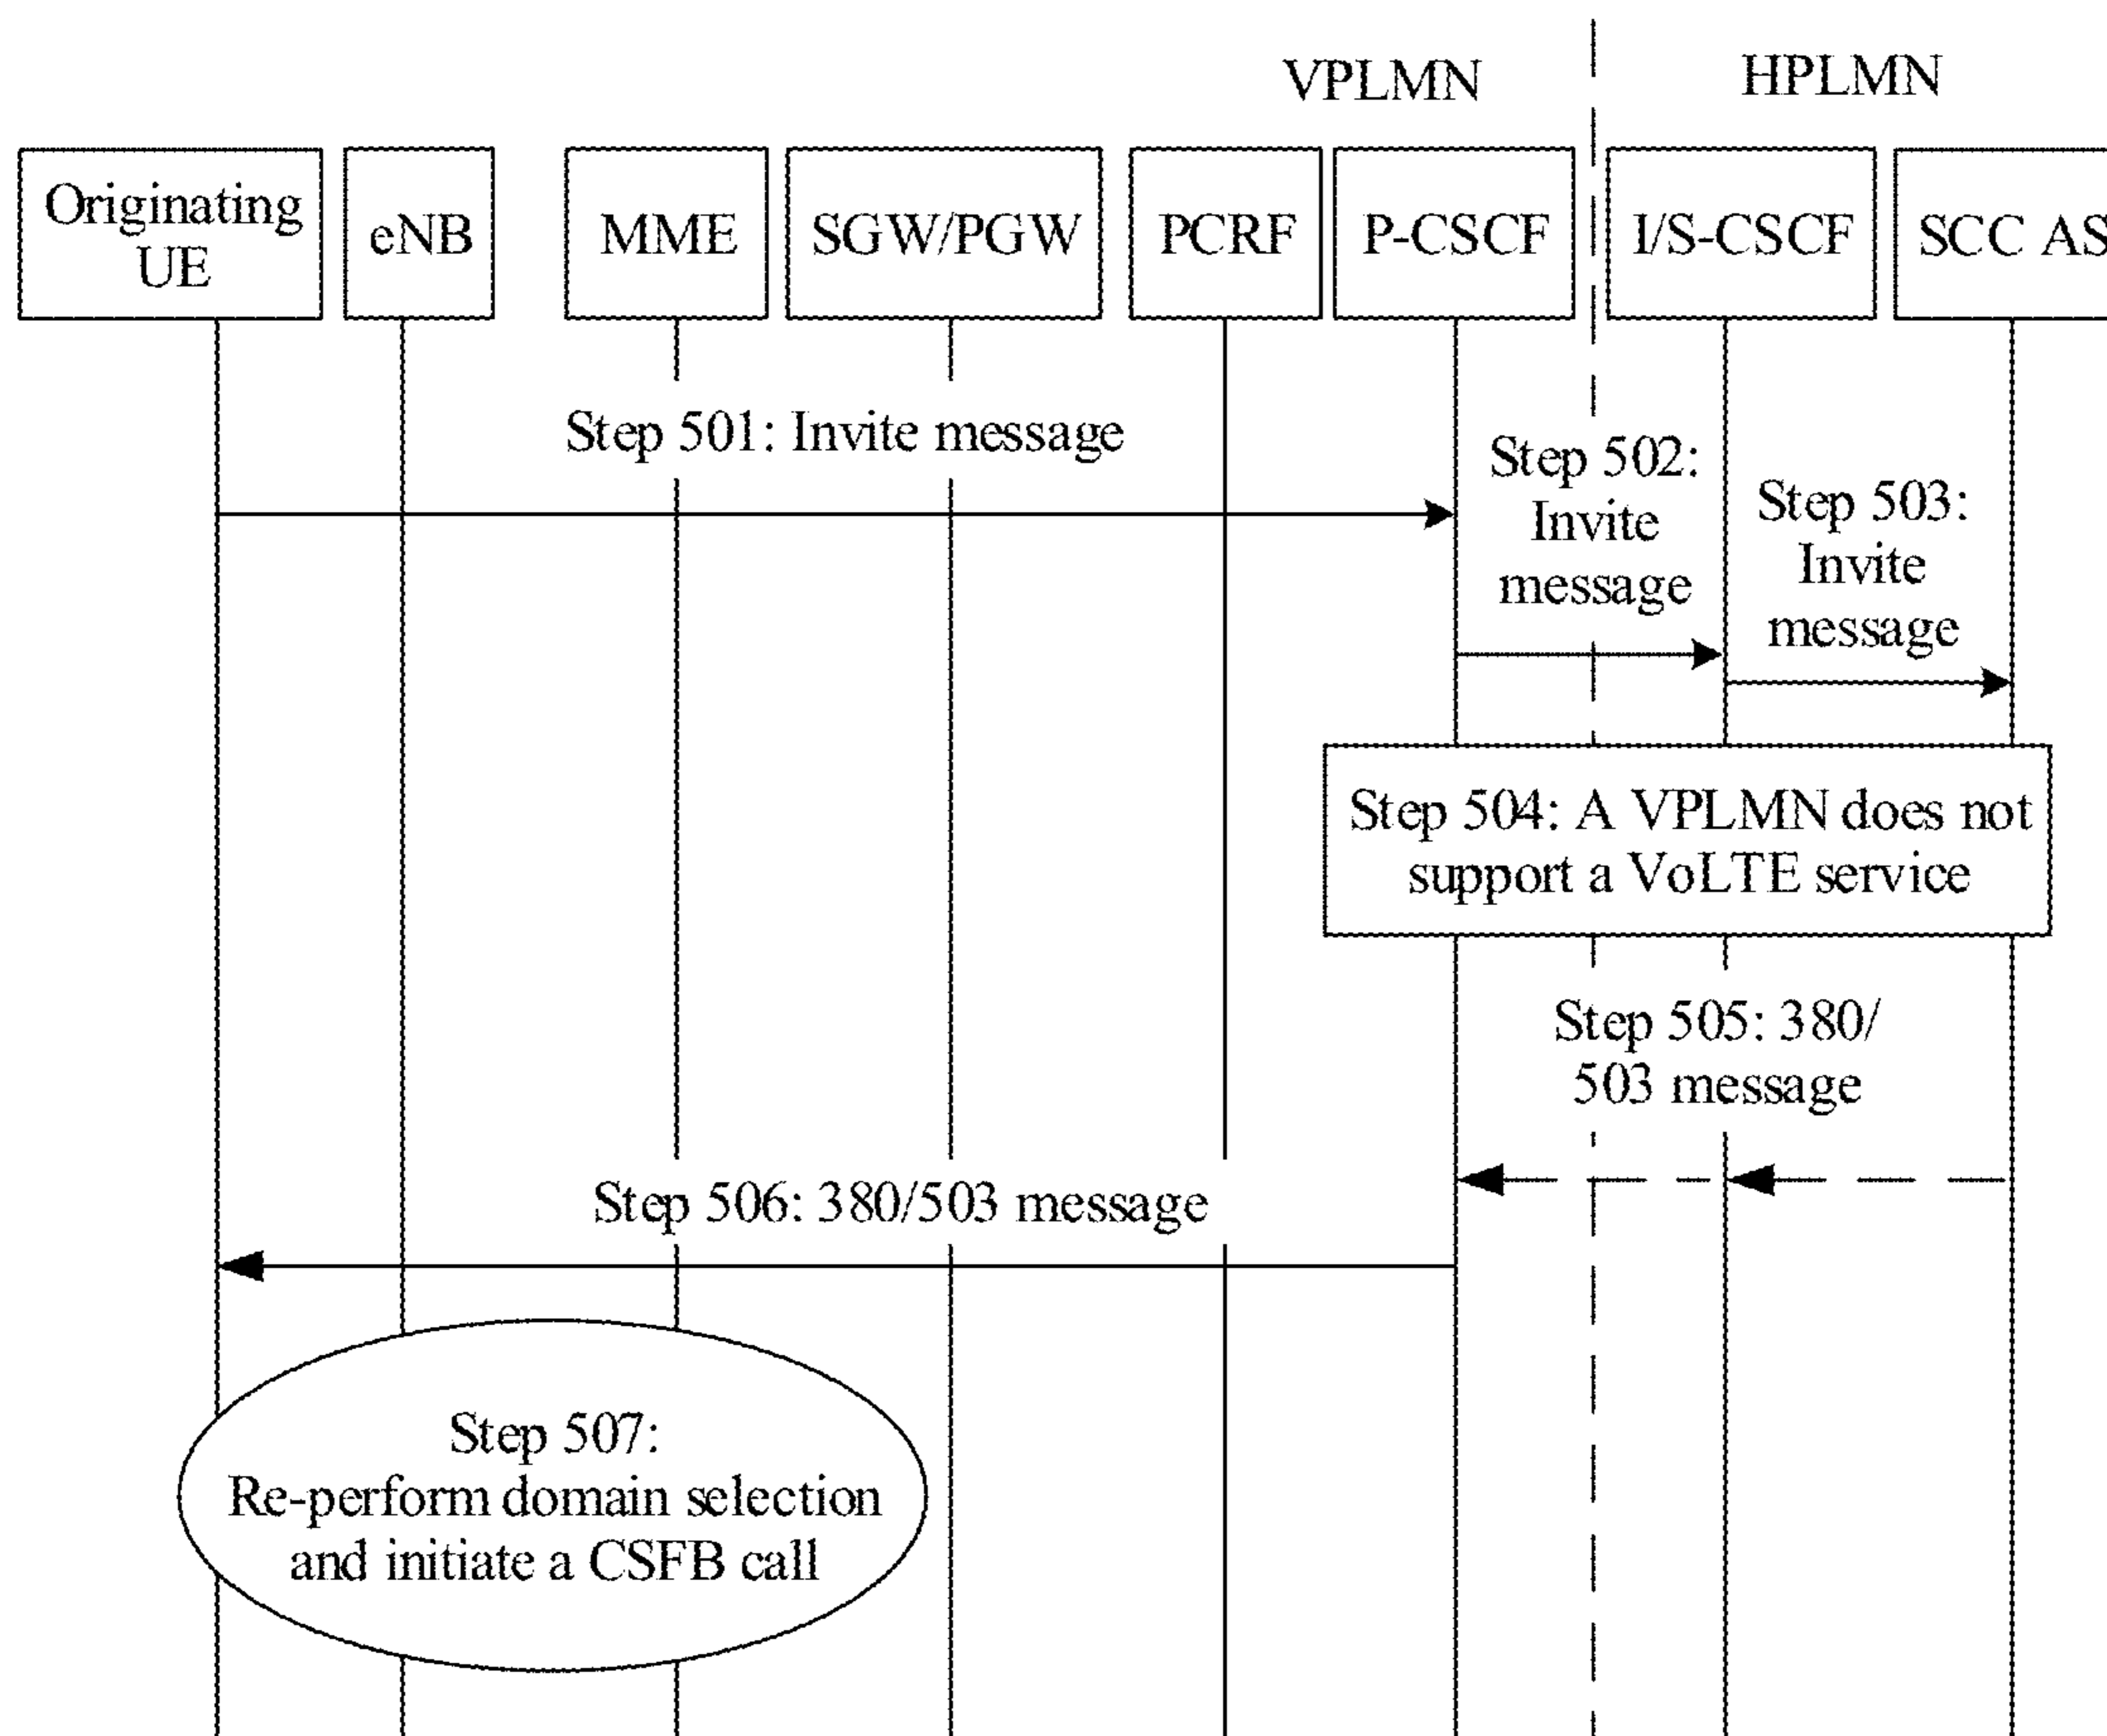 VPLMN
HPLMN
Originating
UE
eNB
MME
SGW/PGW
PCRF
P-CSCF
I/S-CSCF
SCC AS
Step 501: Invite message
Step 502:
Invite
message
Step 503:
Invite
message
Step 504: A VPLMN does not
support a VoLTE service
Step 505: 380/
503 message
Step 506: 380/503 message
Step 507:
Re-perform domain selection
and initiate a CSFB call